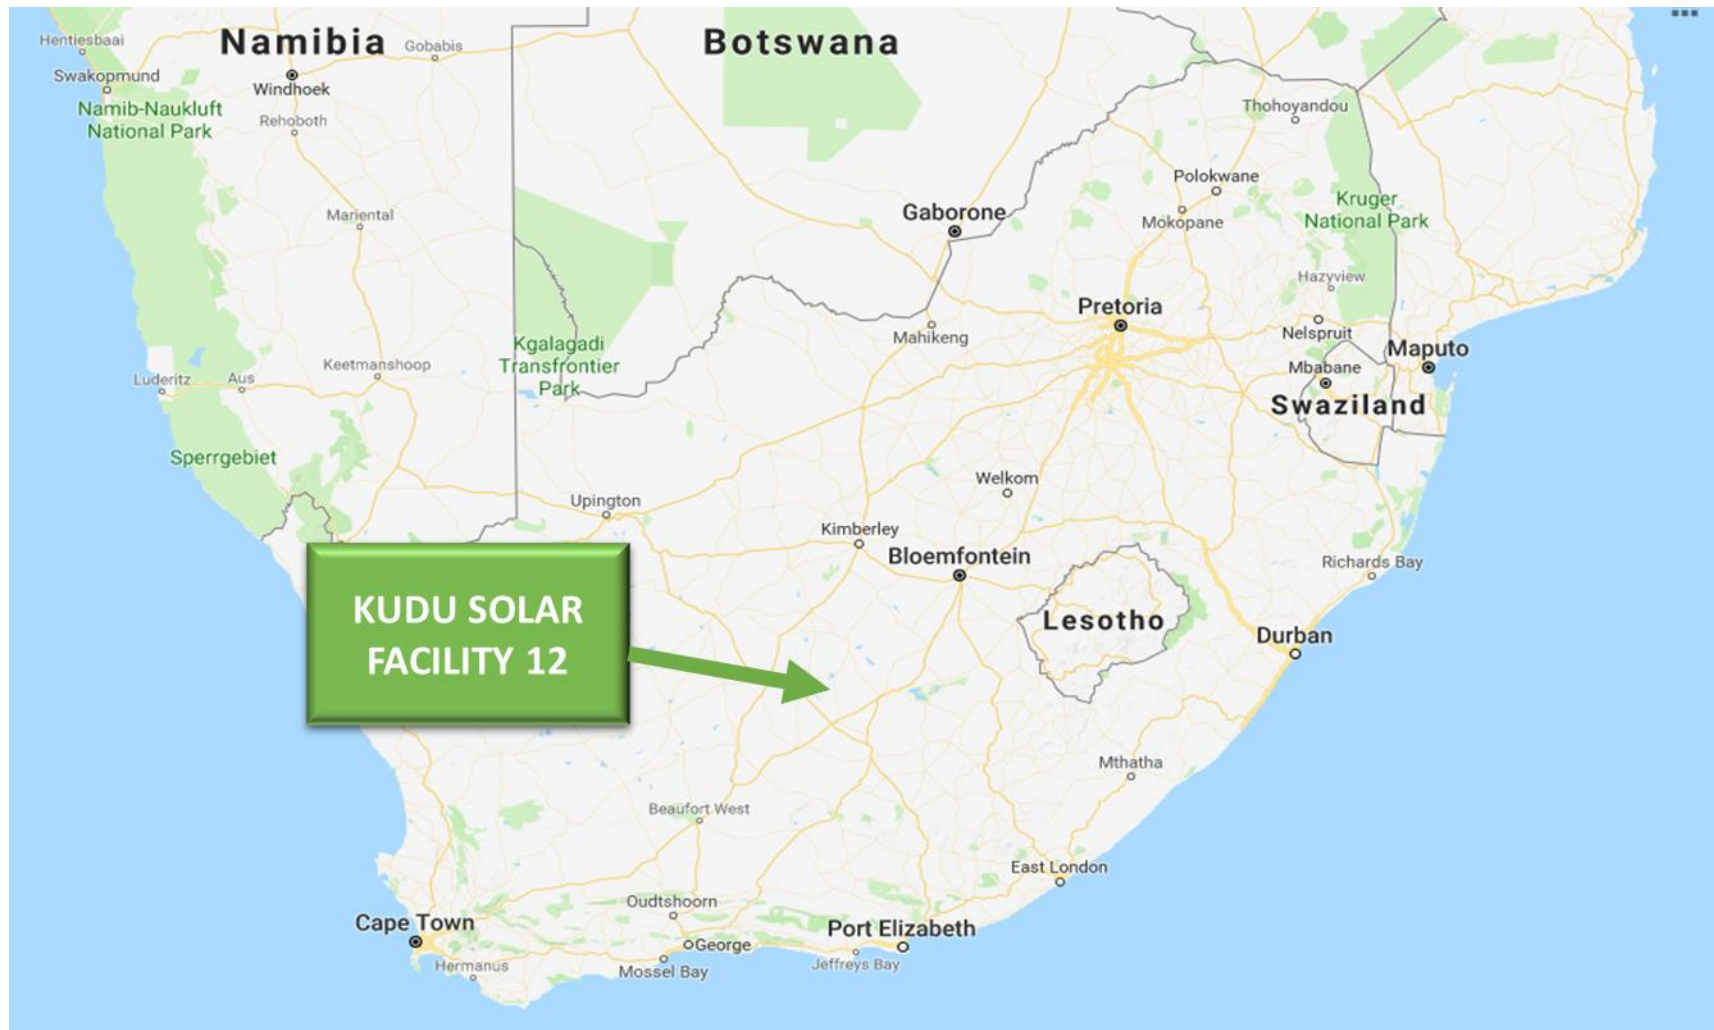 Namibia
Botswana
Hentiesbaai
Gobabis
Swakopmund
Windhoek
Namib-Naukluft
National Park
Rehoboth
Thohoyandou
Polokwane
Mokopane
Kruger
National Park
Mariental
Gaborone
Hazyview
Pretoria
Nelspruit
Mahikeng
Kgalagadi
Transfrontier
Park
Keetmanshoop
Luderitz
Aus
Maputo
Mbabane
Swaziland
Sperrgebiet
Upington
Welkom
Kimberley
Bloemfontein
Richards Bay
KUDU SOLAR
FACILITY 12
Lesotho
Durban
Mthatha
Beaufort West
East London
Oudtshoorn
Cape Town
Port Elizabeth
George
Hermanus
Mossel Bay
Jeffreys Bay